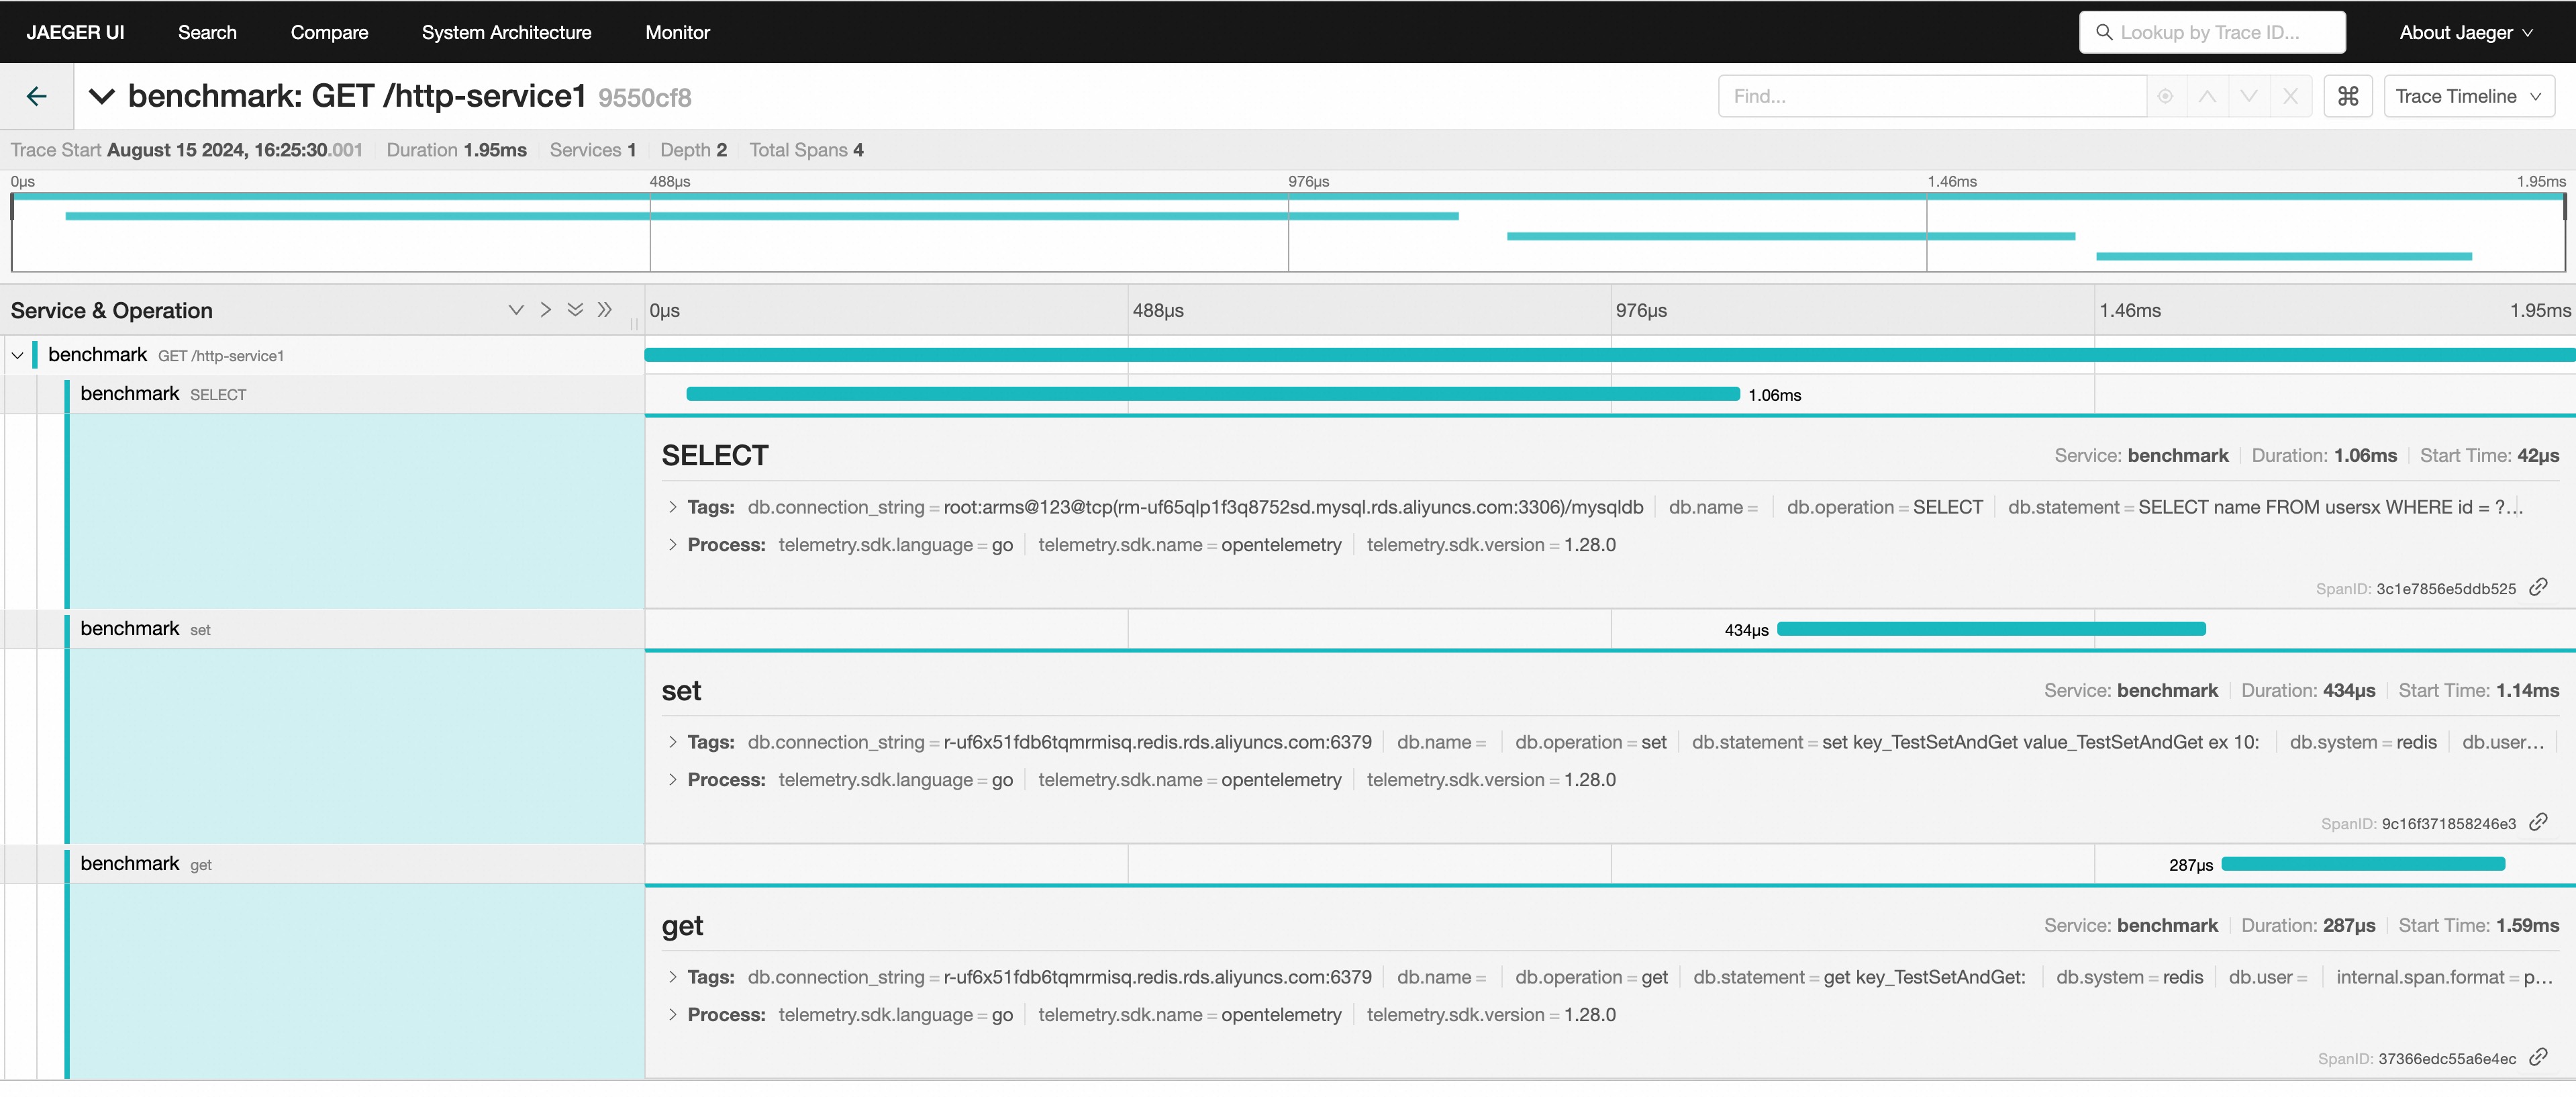 JAEGER UI Search Compare System Architecture Monitor Lookup by Trace ID... About Jaeger
benchmark: GET /http-service1 9550cf8 Find... ⌘ Trace Timeline
Trace Start August 15 2024, 16:25:30.001 Duration 1.95ms Services 1 Depth 2 Total Spans 4
0μs 488μs 976μs 1.46ms 1.95ms
Service & Operation 0μs 488μs 976μs 1.46ms 1.95ms
benchmark GET /http-service1
benchmark SELECT 1.06ms
SELECT Service: benchmark Duration: 1.06ms Start Time: 42μs
Tags: db.connection_string = root:arms@123@tcp(rm-uf65qlp1f3q8752sd.mysql.rds.aliyuncs.com:3306)/mysqldb db.name = db.operation = SELECT db.statement = SELECT name FROM usersx WHERE id = ?...
Process: telemetry.sdk.language = go telemetry.sdk.name = opentelemetry telemetry.sdk.version = 1.28.0
SpanID: 3c1e7856e5ddb525
benchmark set 434μs
set Service: benchmark Duration: 434μs Start Time: 1.14ms
Tags: db.connection_string = r-uf6x51fdb6tqmrmisq.redis.rds.aliyuncs.com:6379 db.name = db.operation = set db.statement = set key_TestSetAndGet value_TestSetAndGet ex 10: db.system = redis db.user...
Process: telemetry.sdk.language = go telemetry.sdk.name = opentelemetry telemetry.sdk.version = 1.28.0
SpanID: 9c16f371858246e3
benchmark get 287μs
get Service: benchmark Duration: 287μs Start Time: 1.59ms
Tags: db.connection_string = r-uf6x51fdb6tqmrmisq.redis.rds.aliyuncs.com:6379 db.name = db.operation = get db.statement = get key_TestSetAndGet: db.system = redis db.user = internal.span.format = p...
Process: telemetry.sdk.language = go telemetry.sdk.name = opentelemetry telemetry.sdk.version = 1.28.0
SpanID: 37366edc55a6e4ec